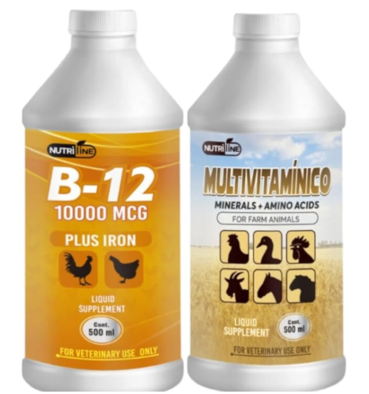 NUTRILINE
B-12
10000 MCG
PLUS IRON
LIQUID
SUPPLEMENT
Cont.
500 ml
FOR VETERINARY USE ONLY
NUTRILINE
MULTIVITAMÍNICO
MINERALS + AMINO ACIDS
FOR FARM ANIMALS
LIQUID
SUPPLEMENT
Cont.
500 ml
FOR VETERINARY USE ONLY